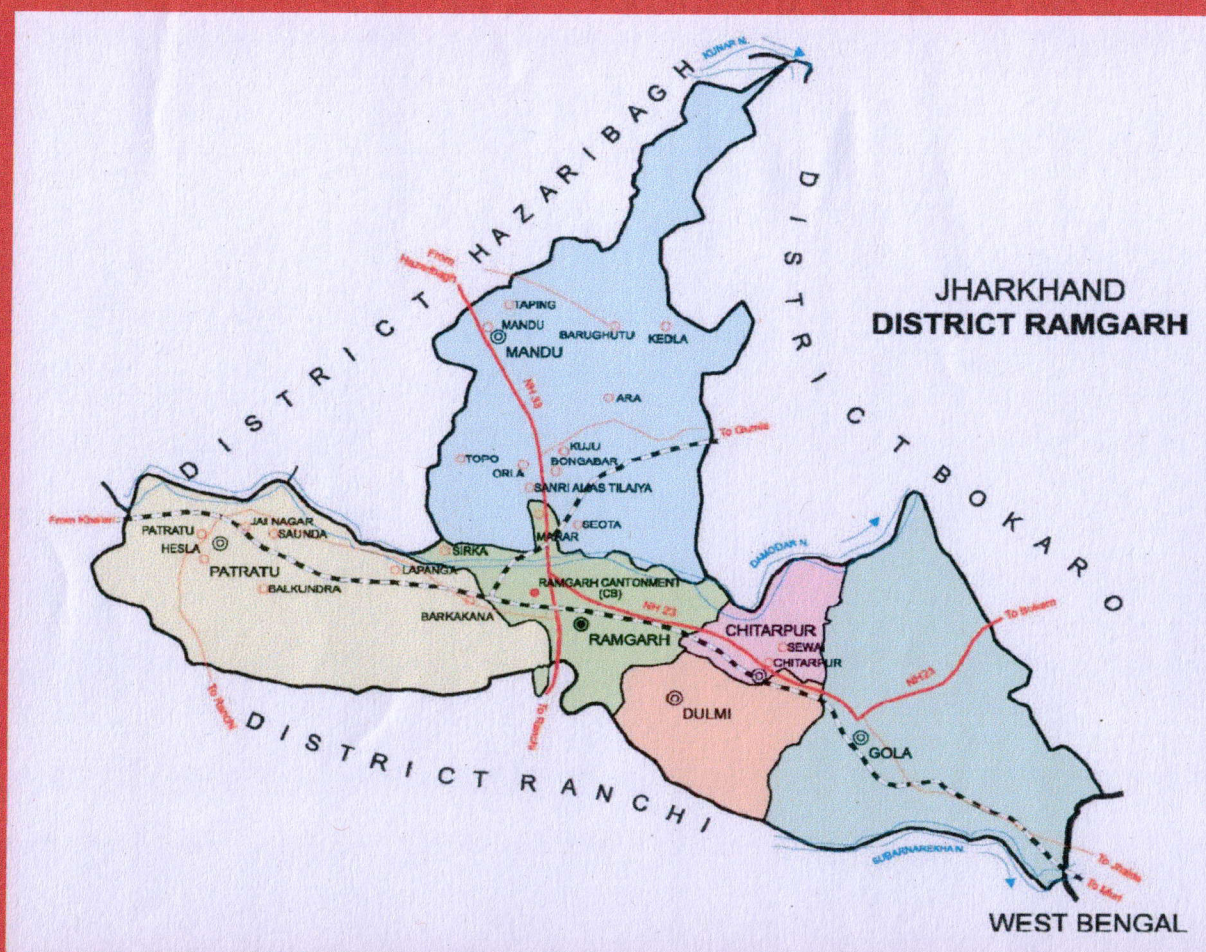 KUNAR N.
DISTRICT HAZARIBAGH
DISTRICT BOKARO
JHARKHAND
DISTRICT RAMGARH
From
Hazaribagh
TAPING
MANDU
MANDU
BARUGHUTU
KEDLA
NH 33
ARA
To Gumla
KUJU
BONGABAR
TOPO
ORLA
SANRI ALIAS TILAIYA
SEOTA
MARAR
From Khalari
PATRATU
JAI NAGAR
SAUNDA
HESLA
PATRATU
BALKUNDRA
LAPANGA
SIRKA
BARKAKANA
RAMGARH CANTONMENT
(CB)
NH 23
RAMGARH
DAMODAR N.
CHITARPUR
SEWAI
CHITARPUR
To Bokaro
NH23
DULMI
GOLA
To Ranchi
To Ranchi
DISTRICT RANCHI
SUBARNAREKHA N.
To Jhalda
To Muri
WEST BENGAL